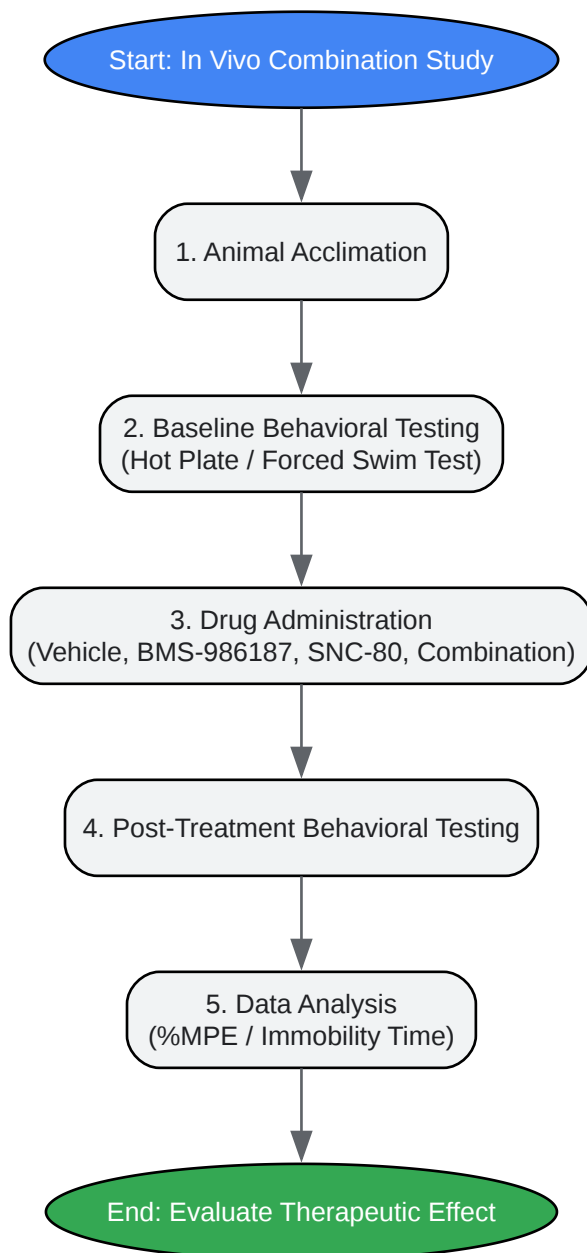 Start: In Vivo Combination Study
1. Animal Acclimation
2. Baseline Behavioral Testing
(Hot Plate / Forced Swim Test)
3. Drug Administration
(Vehicle, BMS-986187, SNC-80, Combination)
4. Post-Treatment Behavioral Testing
5. Data Analysis
(%MPE / Immobility Time)
End: Evaluate Therapeutic Effect